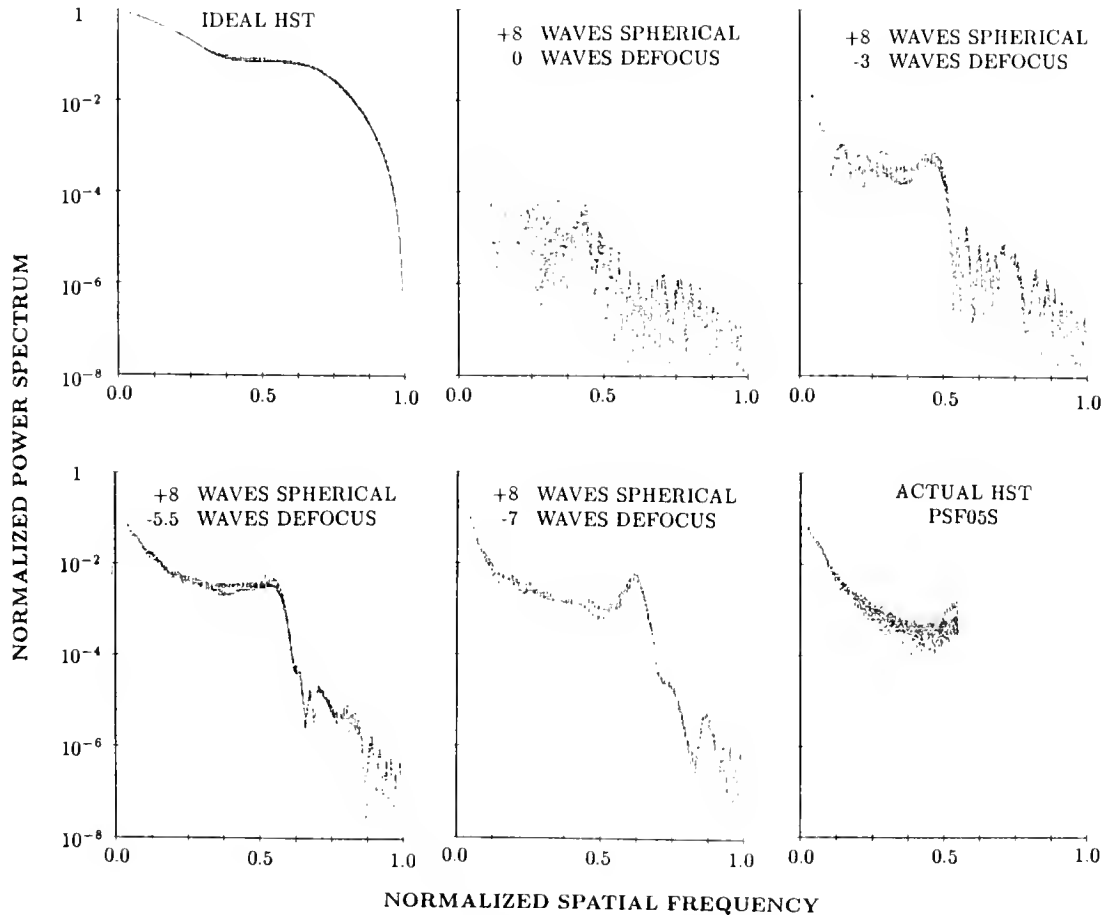 IDEAL HST
+8 WAVES SPHERICAL
0 WAVES DEFOCUS
+8 WAVES SPHERICAL
-3 WAVES DEFOCUS
1
10-2
10-4
10-6
10-8
0.0 0.5 1.0
0.0 0.5 1.0
0.0 0.5 1.0
NORMALIZED POWER SPECTRUM
+8 WAVES SPHERICAL
-5.5 WAVES DEFOCUS
+8 WAVES SPHERICAL
-7 WAVES DEFOCUS
ACTUAL HST
PSF05S
1
10-2
10-4
10-6
10-8
0.0 0.5 1.0
0.0 0.5 1.0
0.0 0.5 1.0
NORMALIZED SPATIAL FREQUENCY